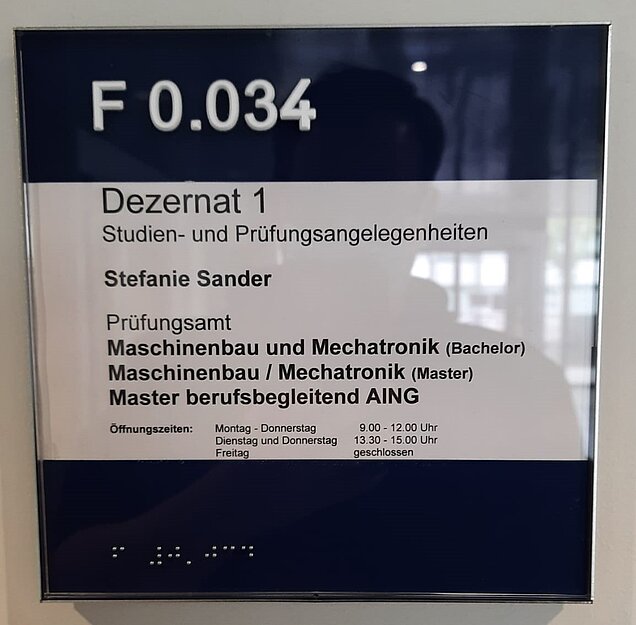 F 0.034
Dezernat 1
Studien- und Prüfungsangelegenheiten
Stefanie Sander
Prüfungsamt
Maschinenbau und Mechatronik (Bachelor)
Maschinenbau / Mechatronik (Master)
Master berufsbegleitend AING
Öffnungszeiten: Montag - Donnerstag 9.00 - 12.00 Uhr
Dienstag und Donnerstag 13.30 - 15.00 Uhr
Freitag geschlossen